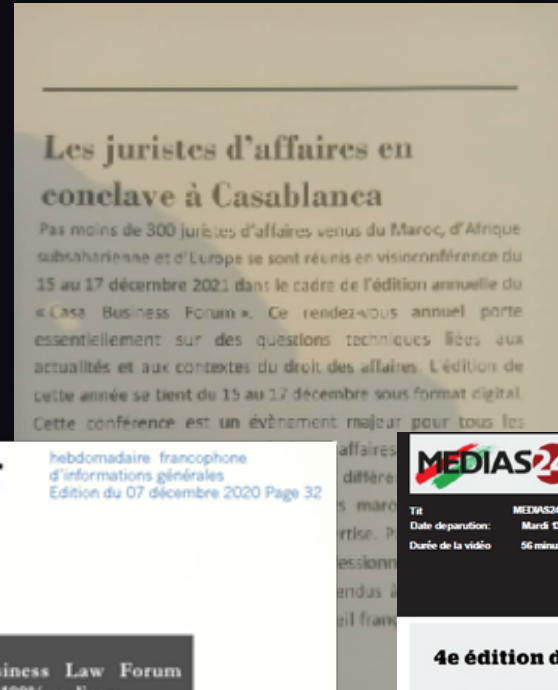 Les juristes d'affaires en
conclave à Casablanca
Pas moins de 300 juristes d'affaires venus du Maroc, d'Afrique
subsaharienne et d'Europe se sont réunis en visioconférence du
15 au 17 décembre 2021 dans le cadre de l'édition annuelle du
« Casa Business Forum ». Ce rendez-vous annuel porte
essentiellement sur des questions techniques liées aux
actualités et aux contextes du droit des affaires. L'édition de
cette année se tient du 15 au 17 décembre sous format digital.
Cette conférence est un évènement majeur pour tous les
affaires
différe
s maro
rtise. P
essionn
endus à
eil franç
hebdomadaire francophone
d'informations générales
Edition du 07 décembre 2020 Page 32
siness Law Forum
MEDIAS24
Tit MEDIAS24
Date deparution: Mardi
Durée de la vidéo 56 minu
4e édition d